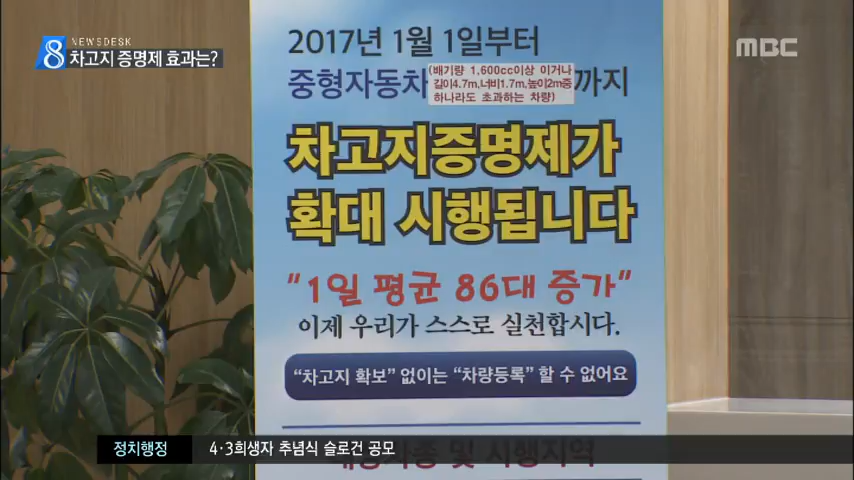 NEWSDESK
8 차고지 증명제 효과는?
MBC
2017년 1월 1일부터
중형자동차(배기량 1,600cc이상 이거나 길이4.7m,너비1.7m,높이2m중 하나라도 초과하는 차량)까지
차고지증명제가
확대 시행됩니다
"1일 평균 86대 증가"
이제 우리가 스스로 실천합시다.
"차고지 확보" 없이는 "차량등록" 할 수 없어요
및 시행지역
정치행정 4·3희생자 추념식 슬로건 공모